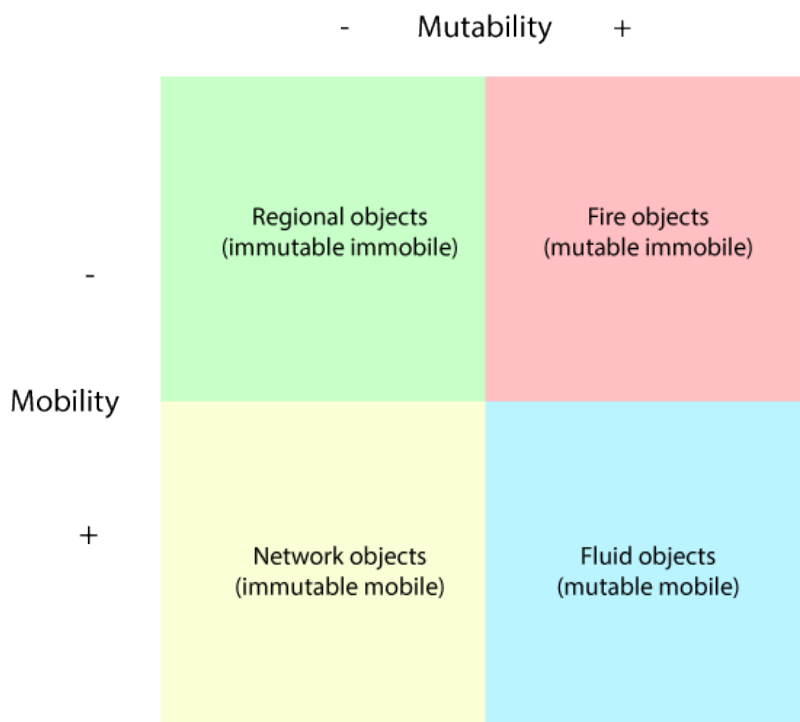 - Mutability +
Regional objects
(immutable immobile)
Fire objects
(mutable immobile)
-
Mobility
+
Network objects
(immutable mobile)
Fluid objects
(mutable mobile)